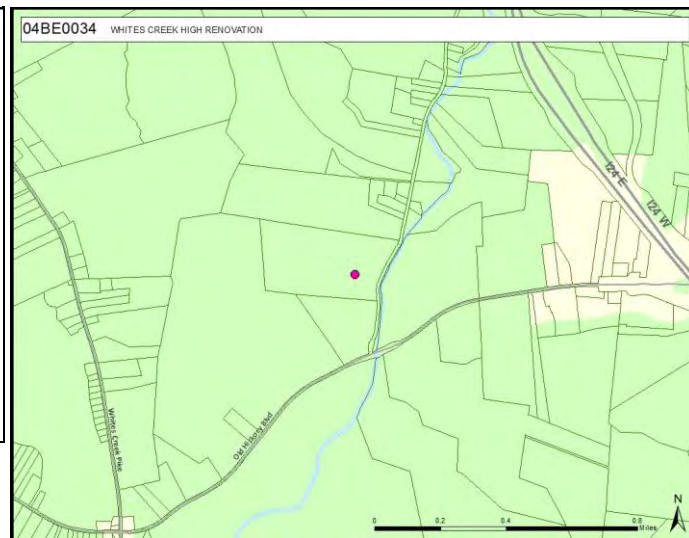 04BE0034 WHITES CREEK HIGH RENOVATION
I24 E
I24 W
Old Hickory Blvd
Whites Creek Pike
N
0 0.2 0.4 0.8
Miles